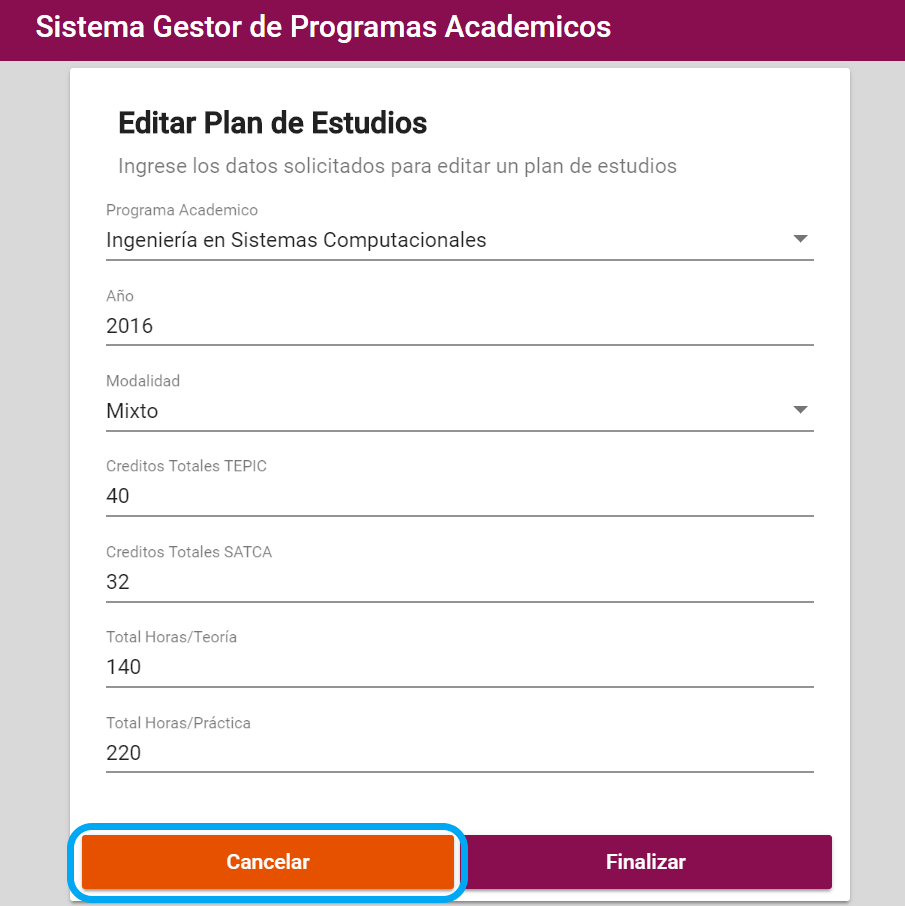 Sistema Gestor de Programas Academicos
Editar Plan de Estudios
Ingrese los datos solicitados para editar un plan de estudios
Programa Academico
Ingeniería en Sistemas Computacionales
Año
2016
Modalidad
Mixto
Creditos Totales TEPIC
40
Creditos Totales SATCA
32
Total Horas/Teoría
140
Total Horas/Práctica
220
Cancelar
Finalizar